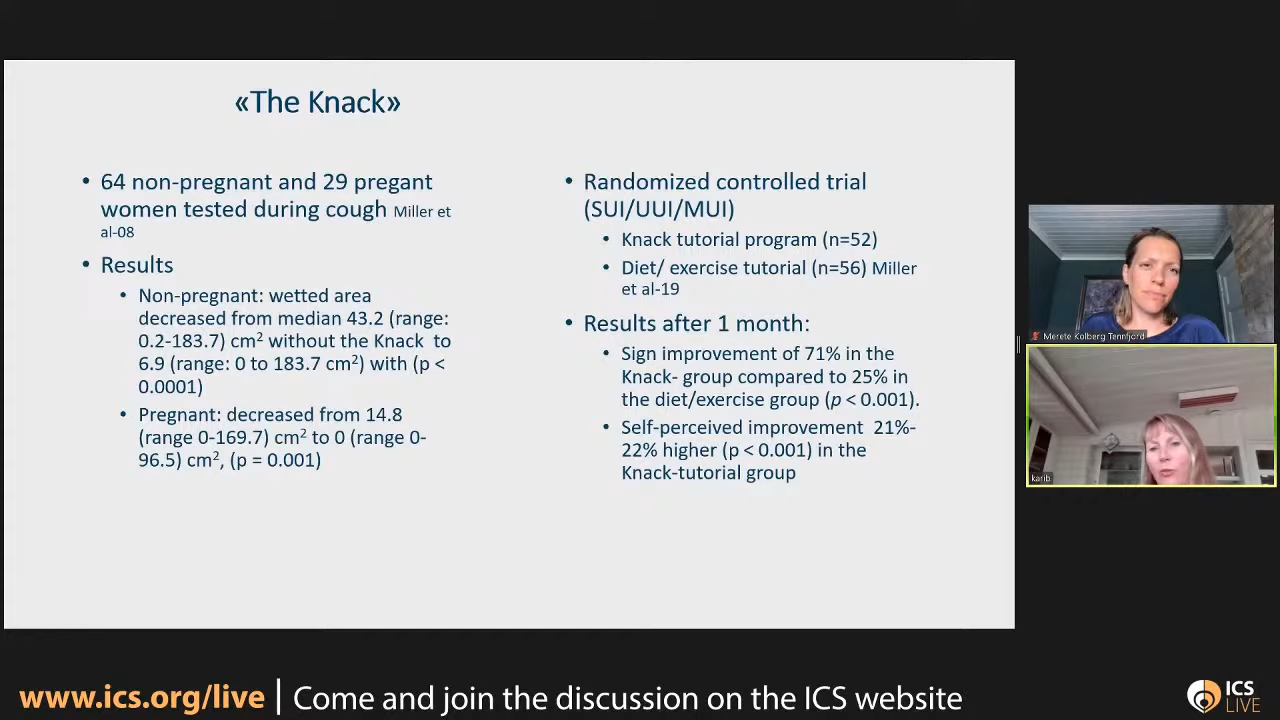 «The Knack»
• 64 non-pregnant and 29 pregant
women tested during cough Miller et
al-08
• Results
• Non-pregnant: wetted area
decreased from median 43.2 (range:
0.2-183.7) cm² without the Knack to
6.9 (range: 0 to 183.7 cm²) with (p <
0.0001)
• Pregnant: decreased from 14.8
(range 0-169.7) cm² to 0 (range 0-
96.5) cm², (p = 0.001)
• Randomized controlled trial
(SUI/UUI/MUI)
• Knack tutorial program (n=52)
• Diet/ exercise tutorial (n=56) Miller
et al-19
• Results after 1 month:
• Sign improvement of 71% in the
Knack- group compared to 25% in
the diet/exercise group (p < 0.001).
• Self-perceived improvement 21%-
22% higher (p < 0.001) in the
Knack-tutorial group
Merete Kolberg Tennfjord
karib
www.ics.org/live | Come and join the discussion on the ICS website
ICS
LIVE